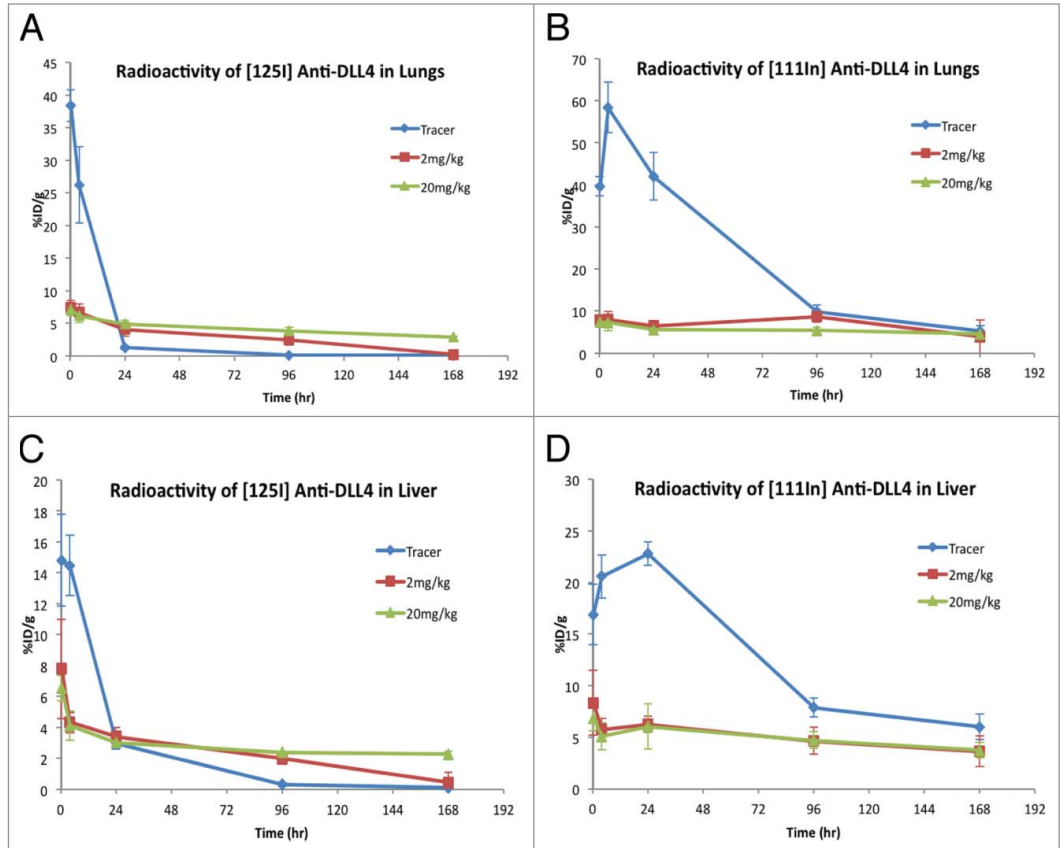 A
Radioactivity of [125I] Anti-DLL4 in Lungs
45
40
35
30
25
20
15
10
5
0
%ID/g
Tracer
2mg/kg
20mg/kg
0 24 48 72 96 120 144 168 192
Time (hr)
B
Radioactivity of [111In] Anti-DLL4 in Lungs
70
60
50
40
30
20
10
0
%ID/g
Tracer
2mg/kg
20mg/kg
0 24 48 72 96 120 144 168 192
Time (hr)
C
Radioactivity of [125I] Anti-DLL4 in Liver
20
18
16
14
12
10
8
6
4
2
0
%ID/g
Tracer
2mg/kg
20mg/kg
0 24 48 72 96 120 144 168 192
Time (hr)
D
Radioactivity of [111In] Anti-DLL4 in Liver
30
25
20
15
10
5
0
%ID/g
Tracer
2mg/kg
20mg/kg
0 24 48 72 96 120 144 168 192
Time (hr)